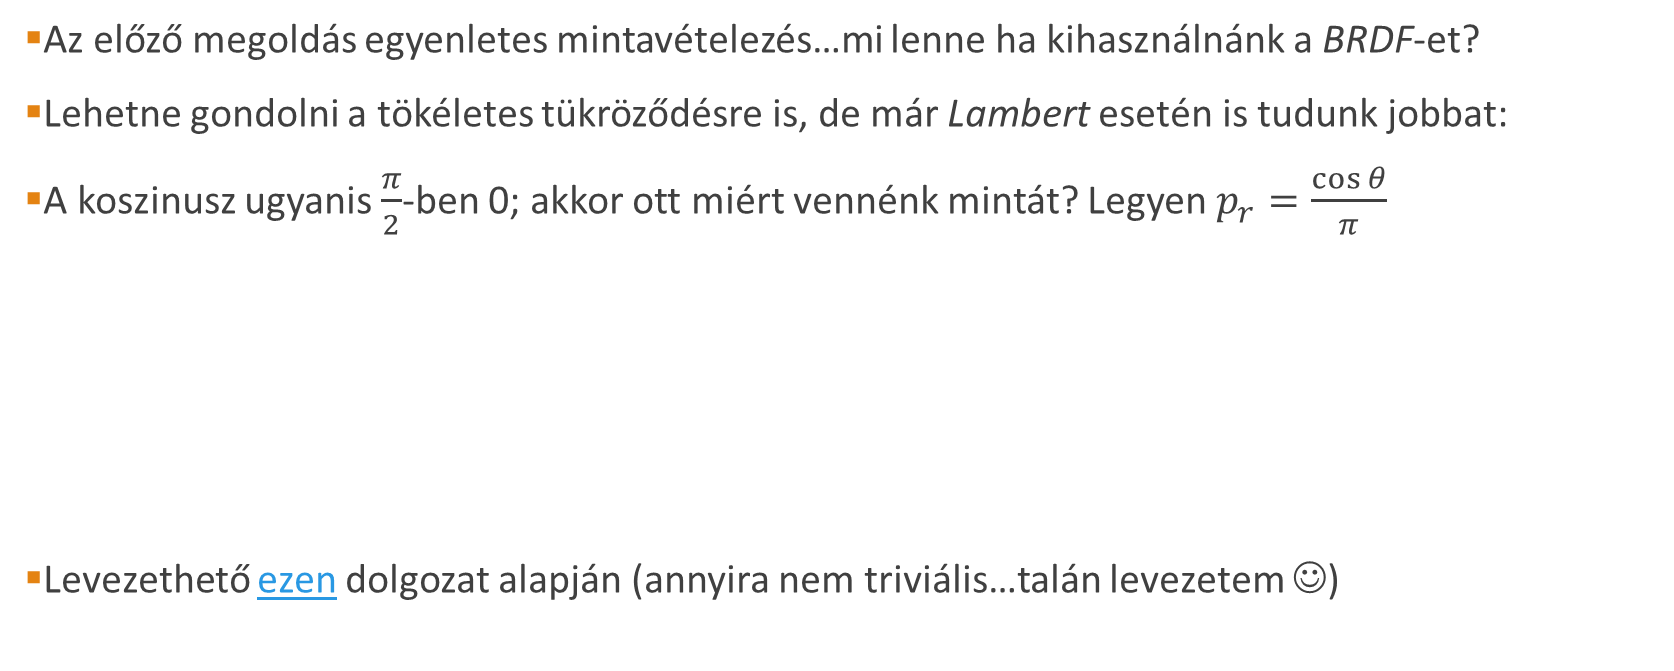 ▪Az előző megoldás egyenletes mintavételezés…mi lenne ha kihasználnánk a BRDF-et?
▪Lehetne gondolni a tökéletes tükröződésre is, de már Lambert esetén is tudunk jobbat:
▪A koszinusz ugyanis π/2-ben 0; akkor ott miért vennénk mintát? Legyen pᵣ = cos θ/π
▪Levezethető ezen dolgozat alapján (annyira nem triviális…talán levezetem ☺)